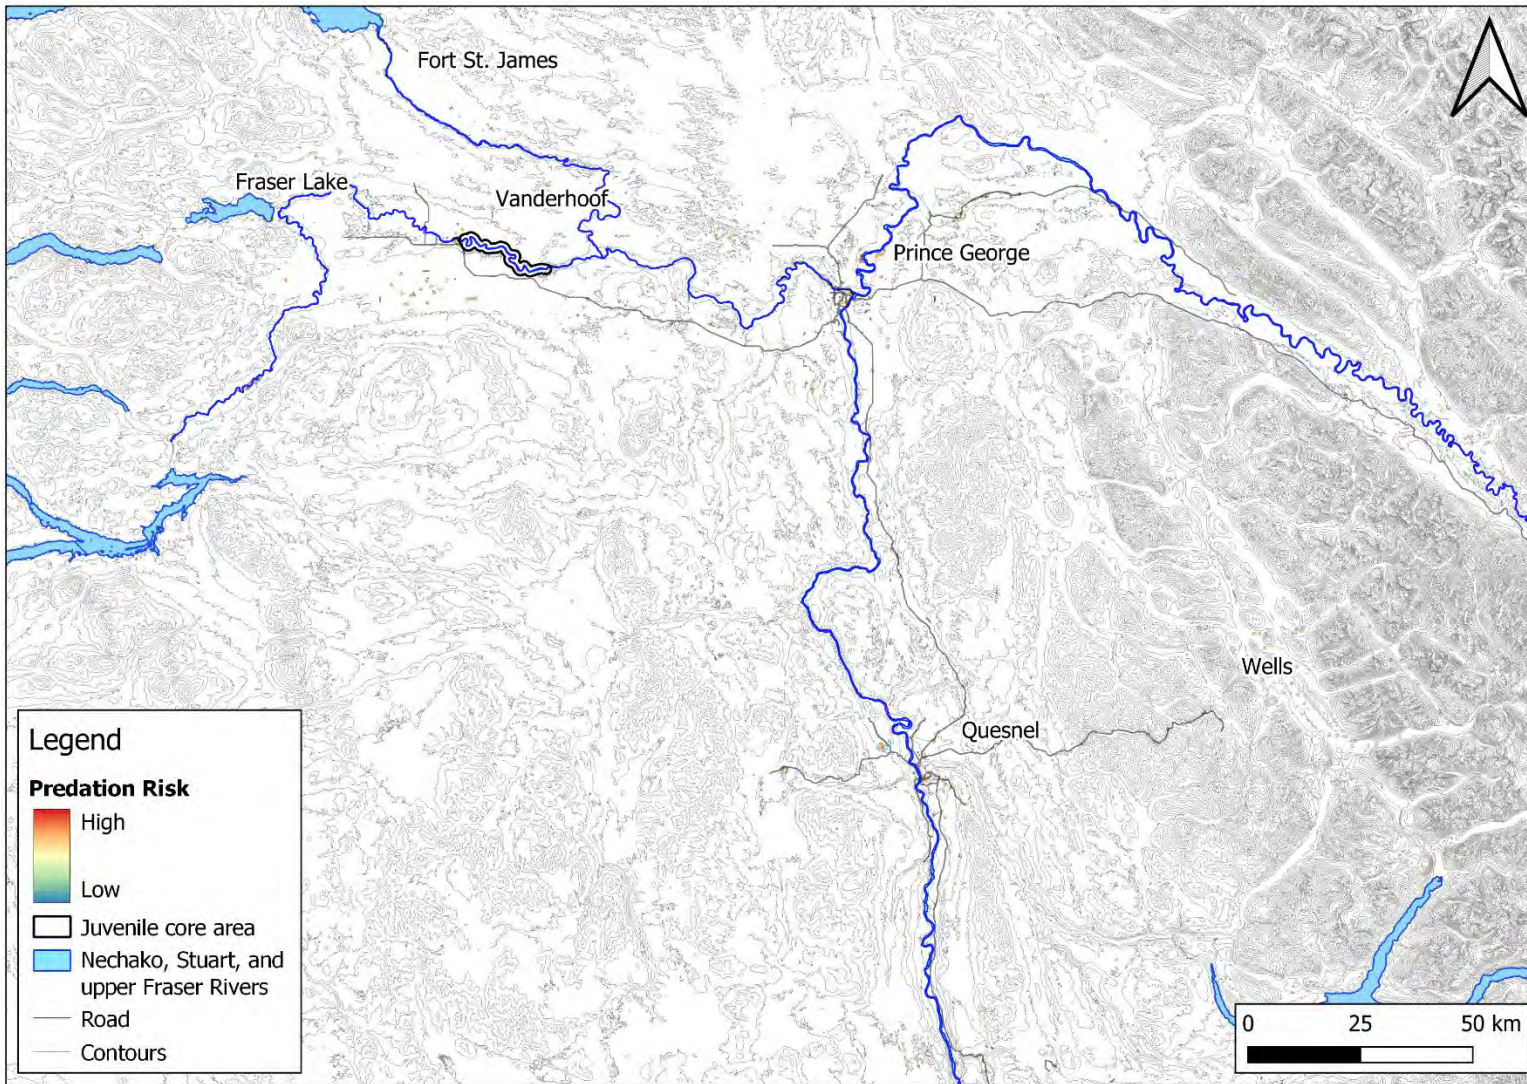 Fort St. James
Fraser Lake
Vanderhoof
Prince George
Wells
Quesnel
Legend
Predation Risk
High
Low
Juvenile core area
Nechako, Stuart, and
upper Fraser Rivers
Road
Contours
0 25 50 km